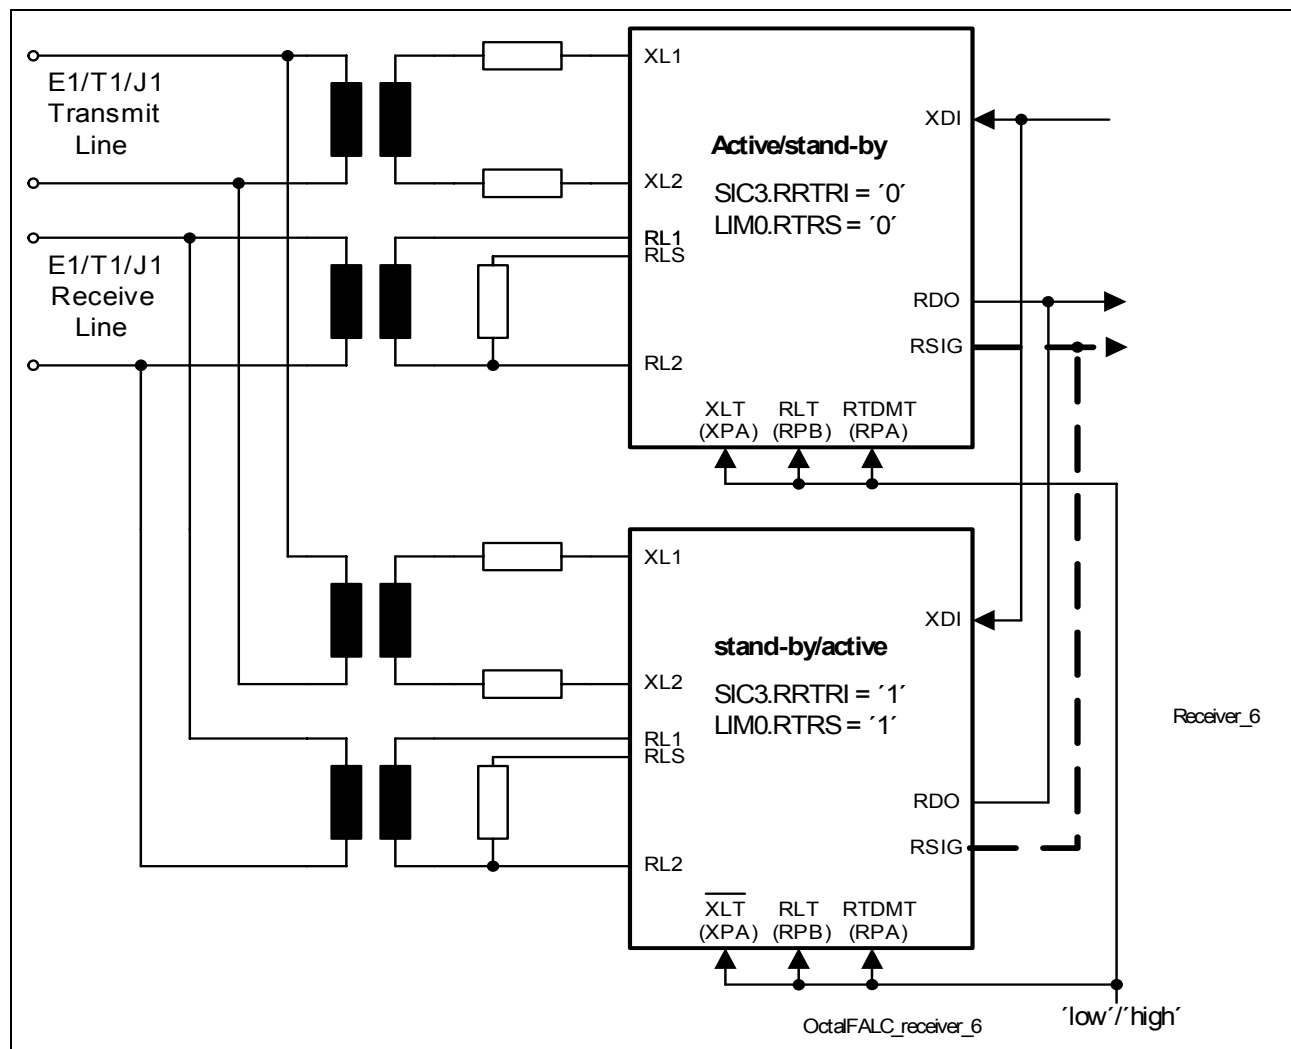 E1/T1/J1
Transmit
Line
E1/T1/J1
Receive
Line
XL1
XDI
Active/stand-by
XL2
SIC3.RRTRI = ´0´
LIM0.RTRS = ´0´
RL1
RLS
RDO
RSIG
RL2
XLT RLT RTDMT
(XPA) (RPB) (RPA)
XL1
XDI
stand-by/active
XL2
SIC3.RRTRI = ´1´
LIM0.RTRS = ´1´
RL1
RLS
Receiver_6
RDO
RSIG
RL2
X̅L̅T̅ RLT RTDMT
(XPA) (RPB) (RPA)
OctalFALC_receiver_6
´low´/´high´